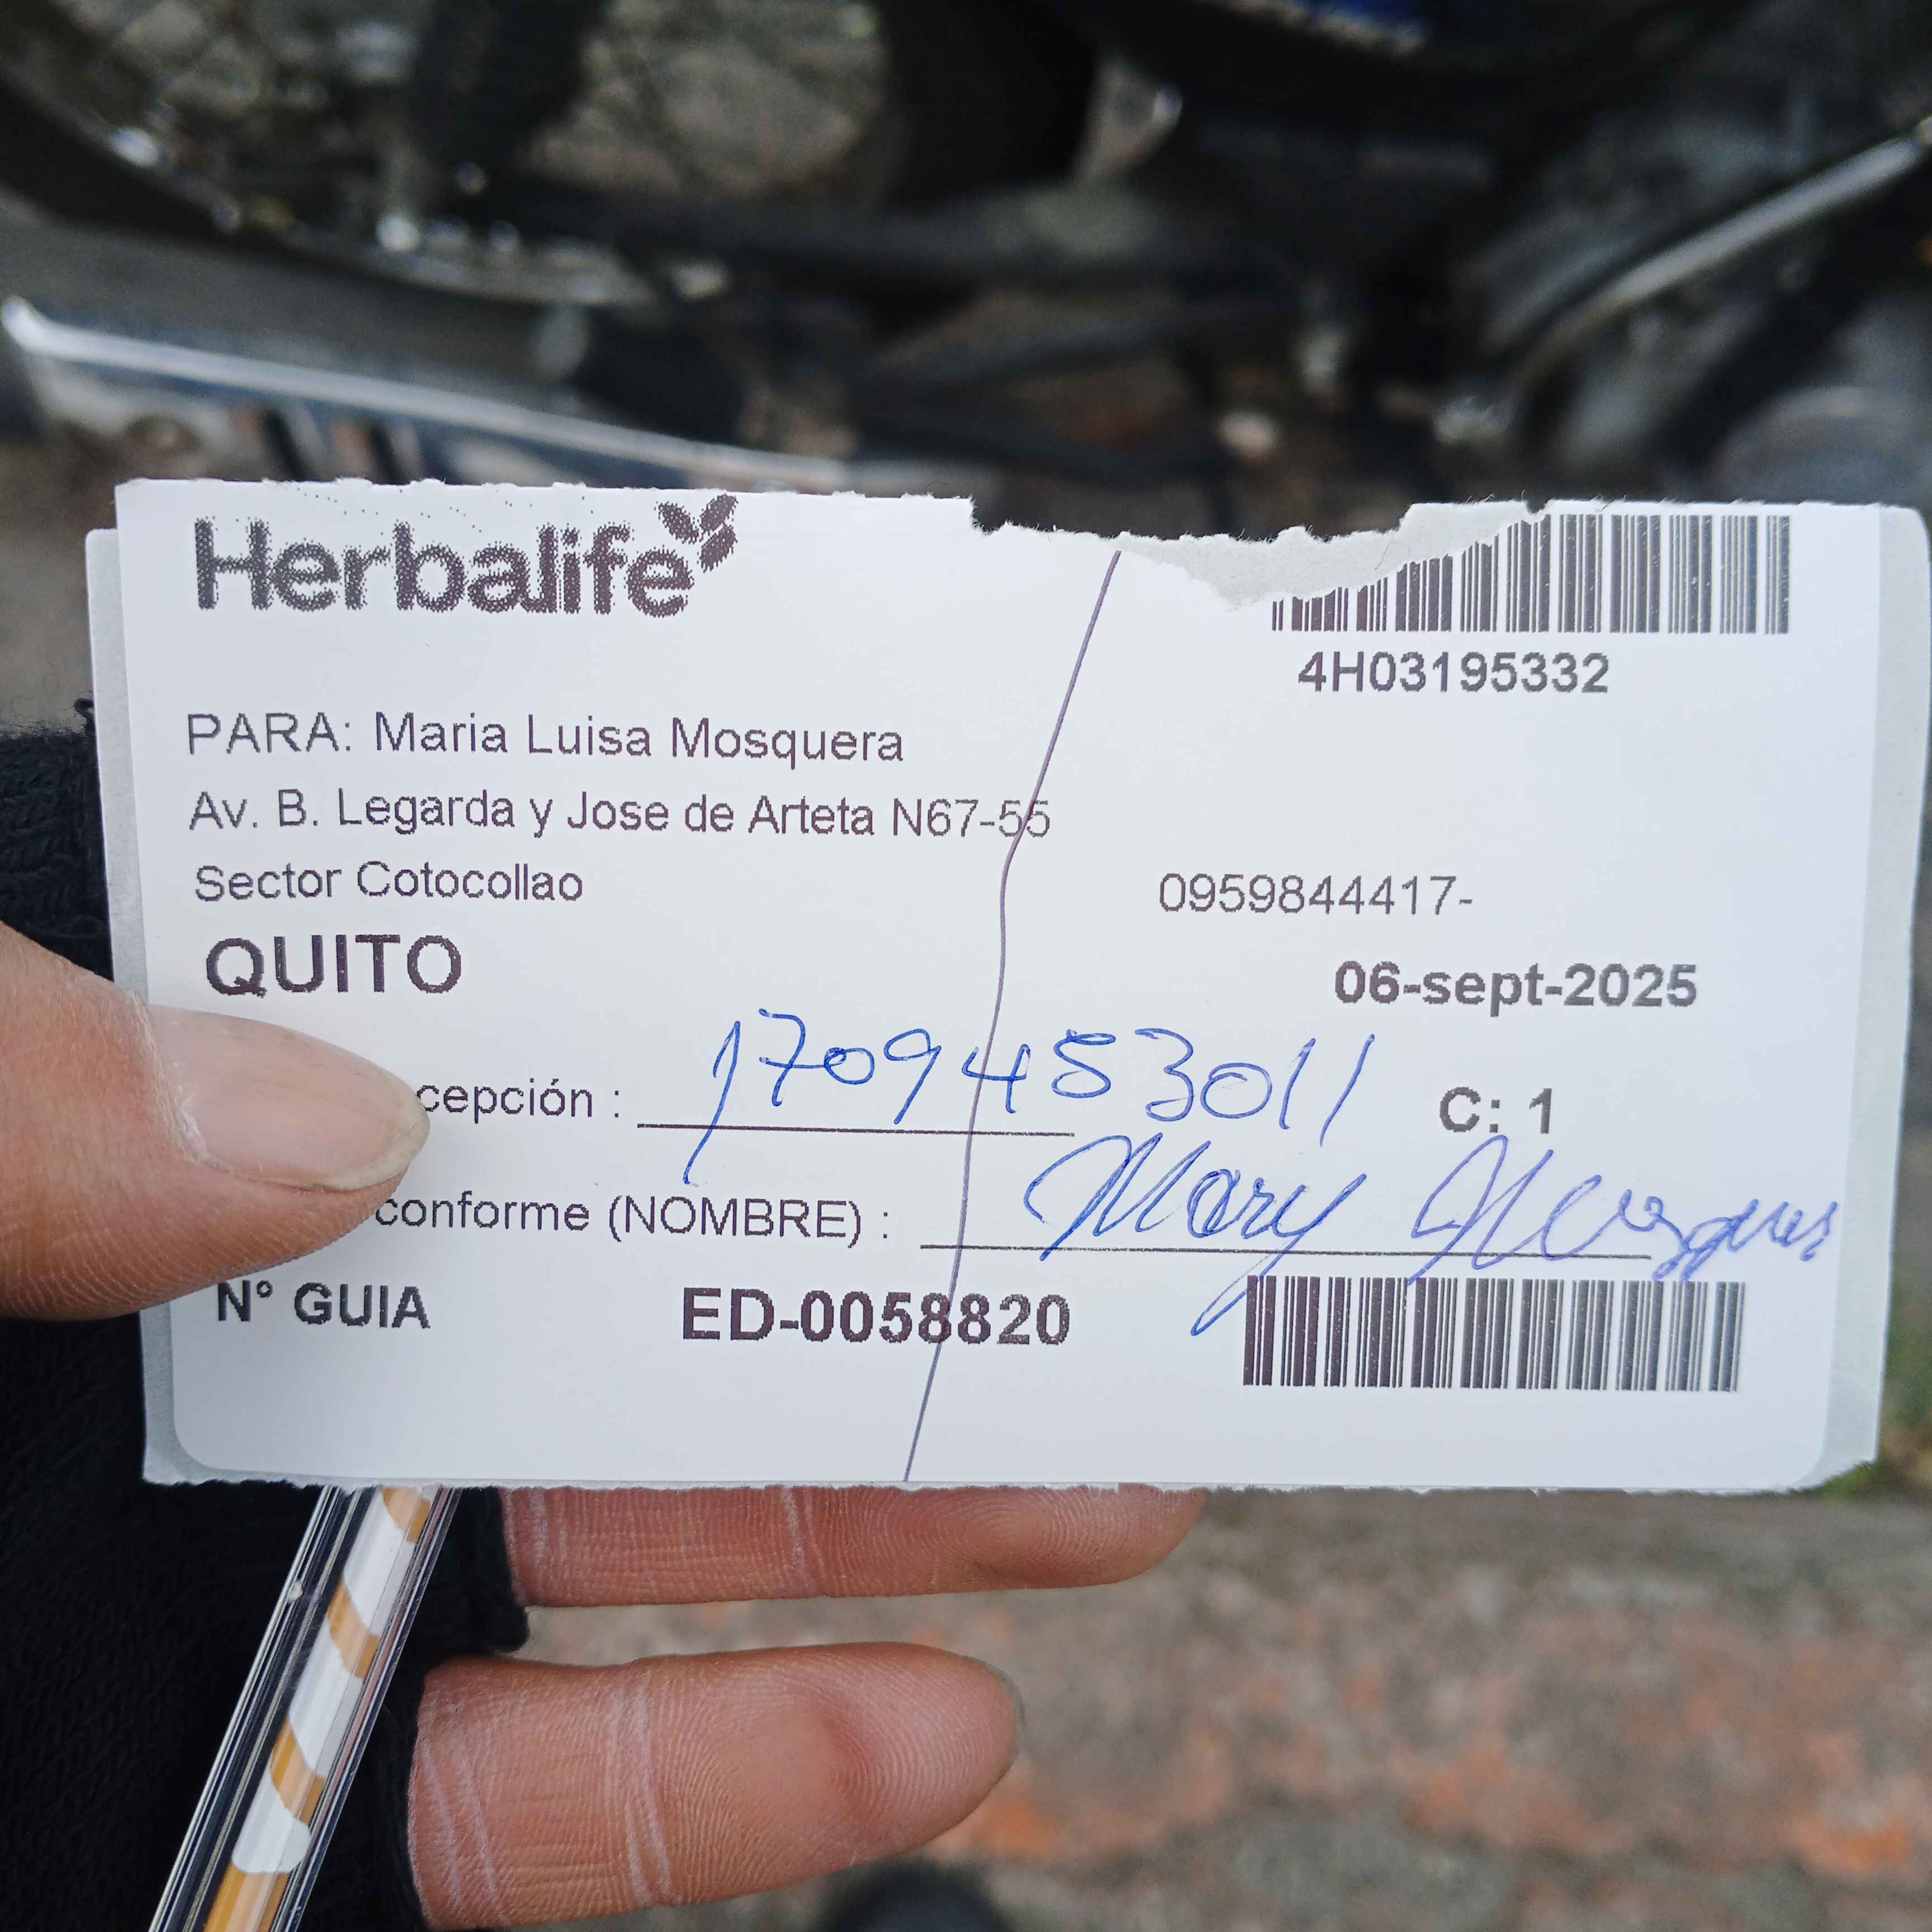 Herbalife
4H03195332
PARA: Maria Luisa Mosquera
Av. B. Legarda y Jose de Arteta N67-55
Sector Cotocollao
0959844417-
QUITO
06-sept-2025
cepción : 1709453011
C: 1
conforme (NOMBRE) : Mary
N° GUIA ED-0058820